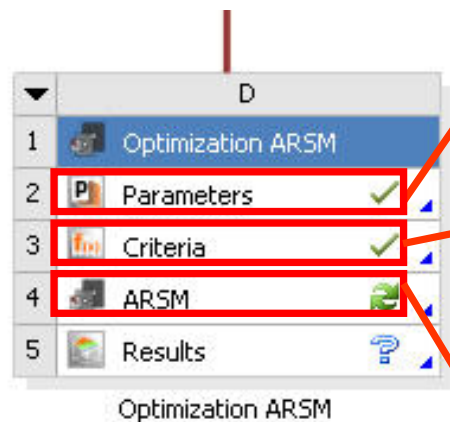 D
1 Optimization ARSM
2 P Parameters
3 f(x) Criteria
4 ARSM
5 Results ?
Optimization ARSM